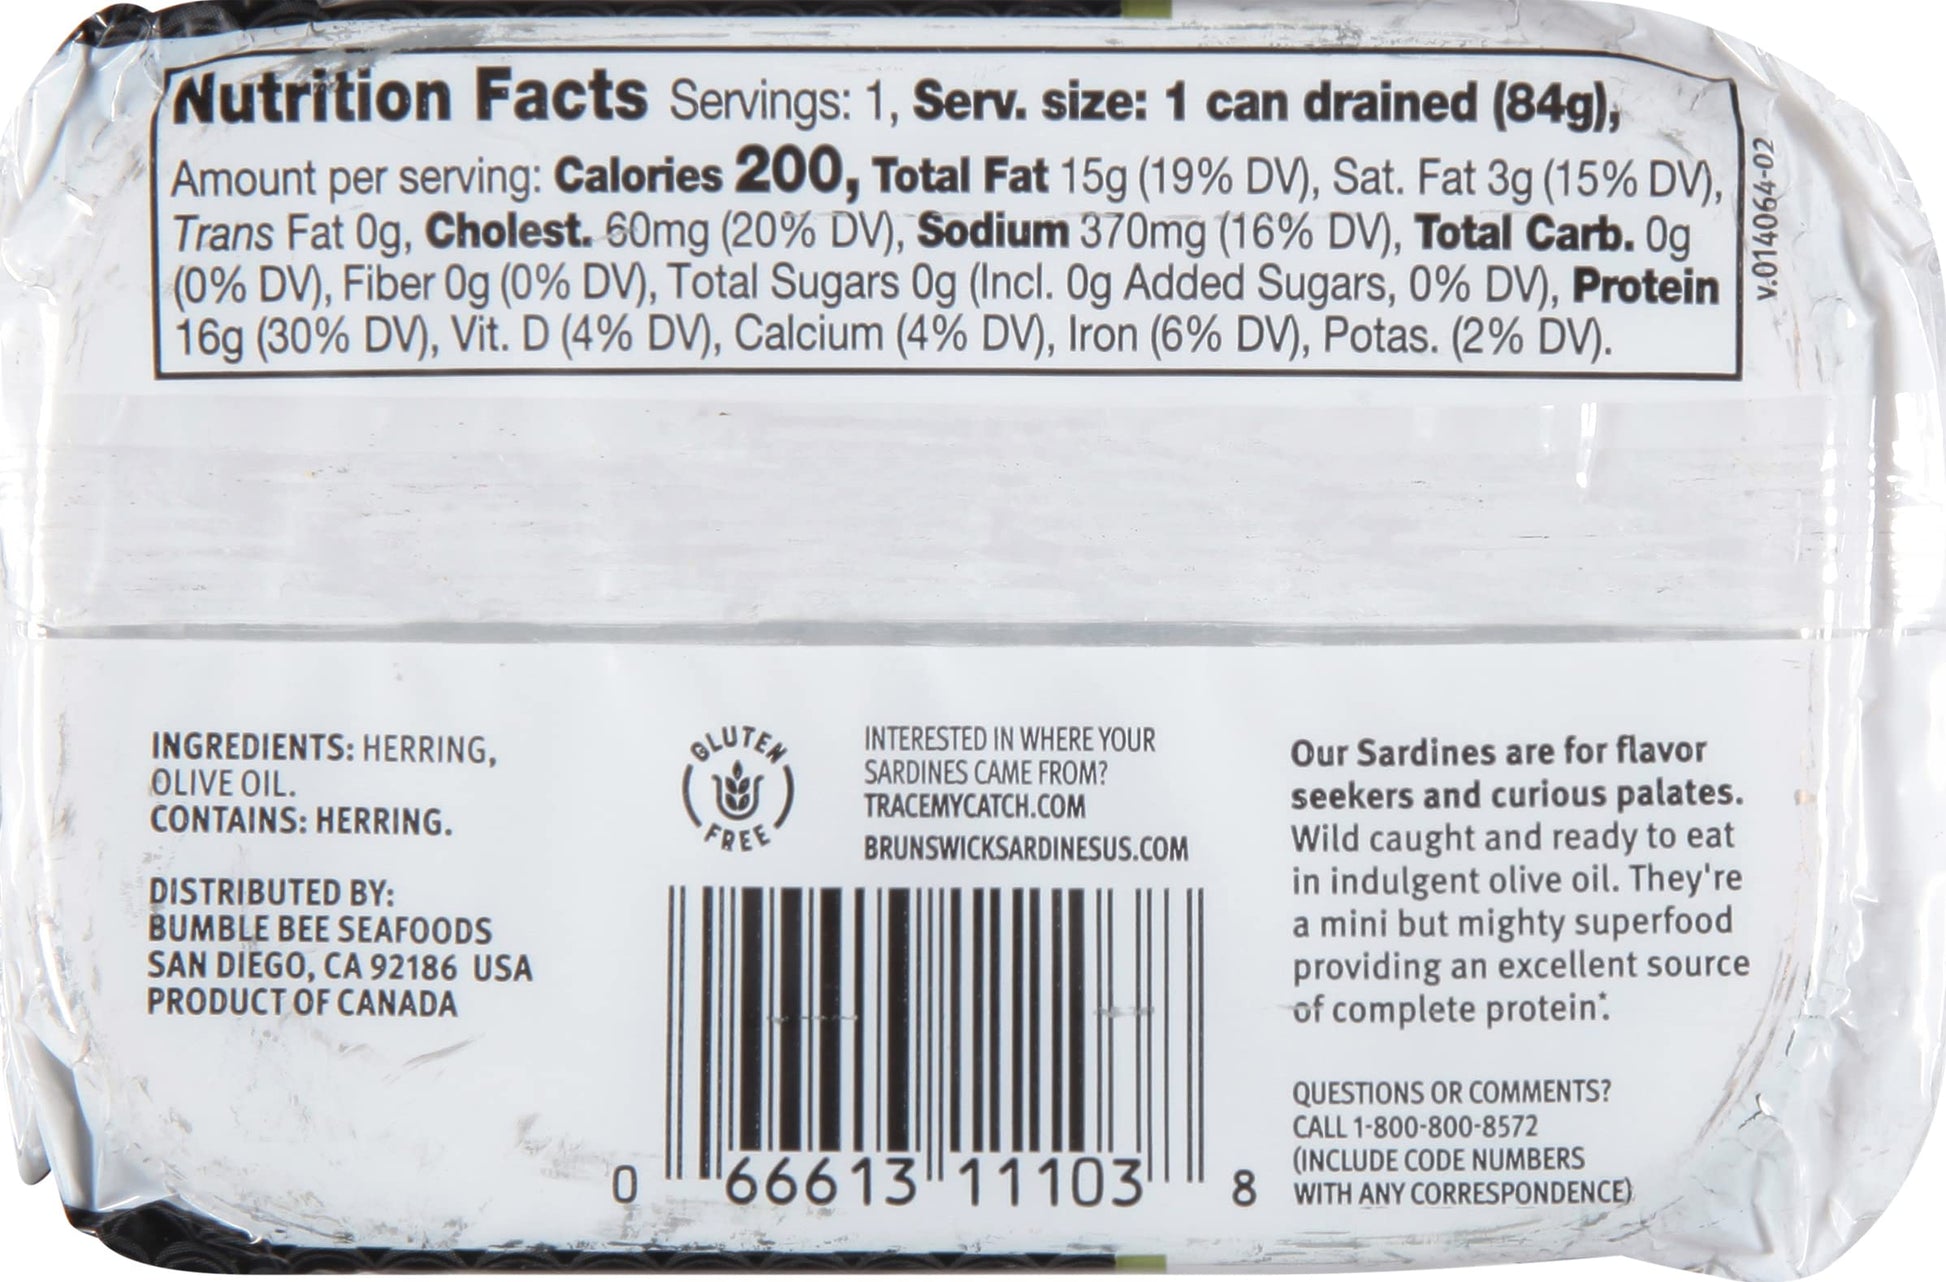 Nutrition Facts Servings: 1, Serv. size: 1 can drained (84g),
Amount per serving: Calories 200, Total Fat 15g (19% DV), Sat. Fat 3g (15% DV),
Trans Fat 0g, Cholest. 60mg (20% DV), Sodium 370mg (16% DV), Total Carb. 0g
(0% DV), Fiber 0g (0% DV), Total Sugars 0g (Incl. 0g Added Sugars, 0% DV), Protein
16g (30% DV), Vit. D (4% DV), Calcium (4% DV), Iron (6% DV), Potas. (2% DV).
v.014064-02
INGREDIENTS: HERRING,
OLIVE OIL.
CONTAINS: HERRING.
DISTRIBUTED BY:
BUMBLE BEE SEAFOODS
SAN DIEGO, CA 92186 USA
PRODUCT OF CANADA
GLUTEN
FREE
INTERESTED IN WHERE YOUR
SARDINES CAME FROM?
TRACEMYCATCH.COM
BRUNSWICKSARDINESUS.COM
0 66613 11103 8
Our Sardines are for flavor
seekers and curious palates.
Wild caught and ready to eat
in indulgent olive oil. They're
a mini but mighty superfood
providing an excellent source
of complete protein*.
QUESTIONS OR COMMENTS?
CALL 1-800-800-8572
(INCLUDE CODE NUMBERS
WITH ANY CORRESPONDENCE)